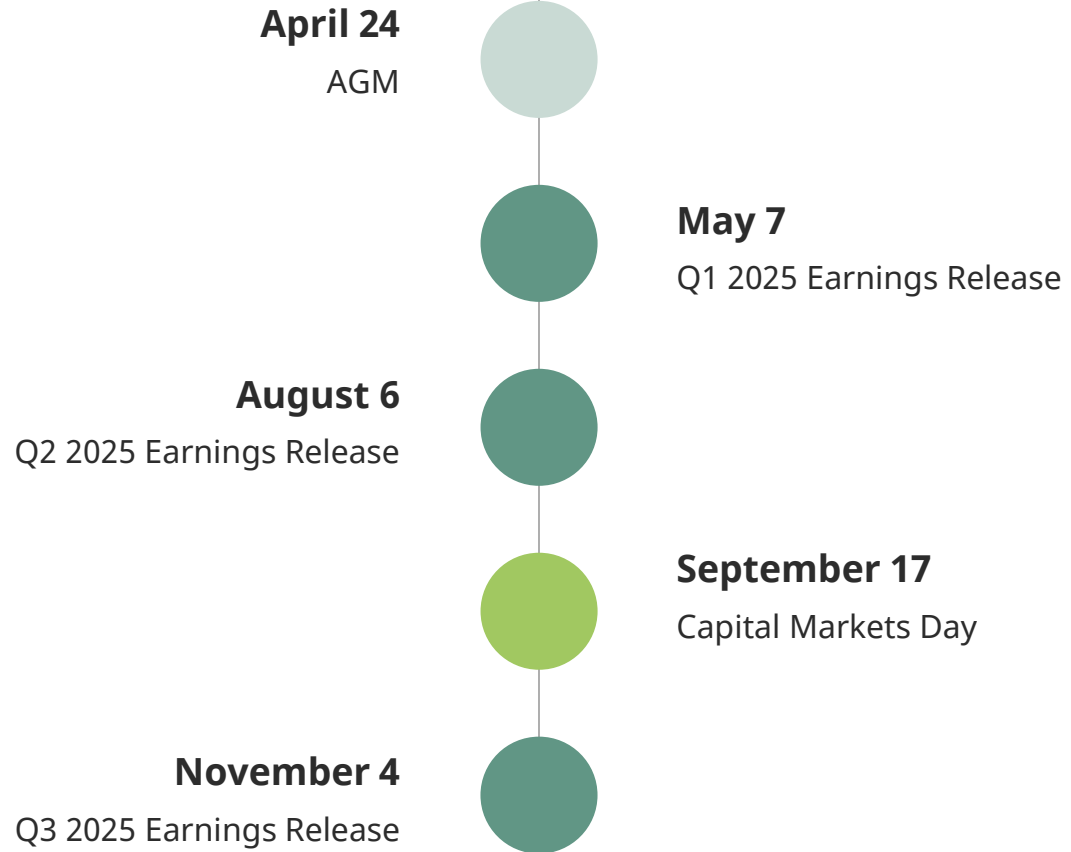 April 24
AGM
May 7
Q1 2025 Earnings Release
August 6
Q2 2025 Earnings Release
September 17
Capital Markets Day
November 4
Q3 2025 Earnings Release